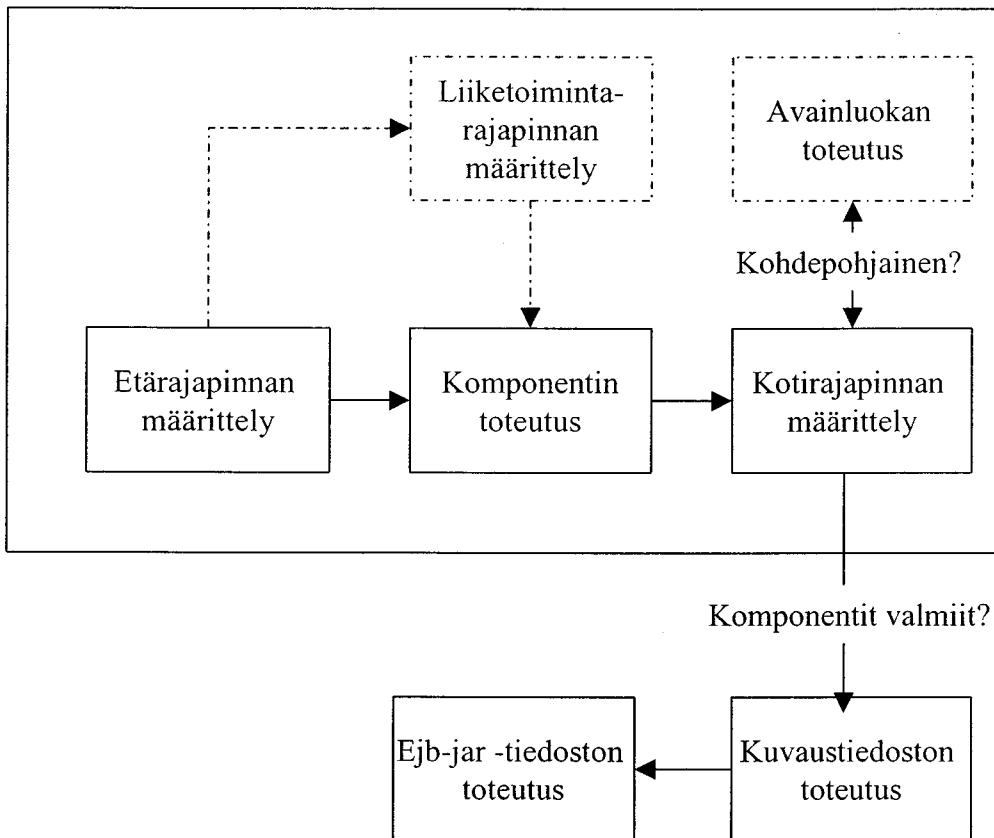 Liiketoiminta-
rajapinnan
määrittely
Avainluokan
toteutus
Kohdepohjainen?
Etärajapinnan
määrittely
Komponentin
toteutus
Kotirajapinnan
määrittely
Komponentit valmiit?
Ejb-jar -tiedoston
toteutus
Kuvaustiedoston
toteutus